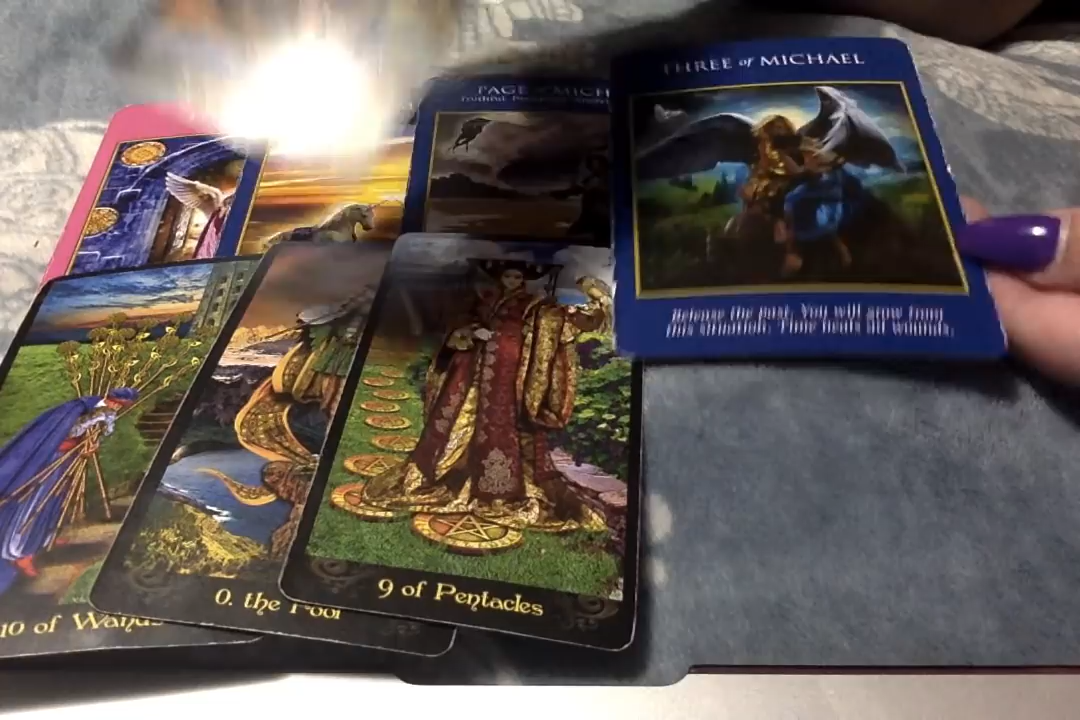 THREE of MICHAEL
PAGE of MICH
Release the past. You will grow from
this situation. Time heals all wounds.
10 of Wands
0. the Fool
9 of Pentacles